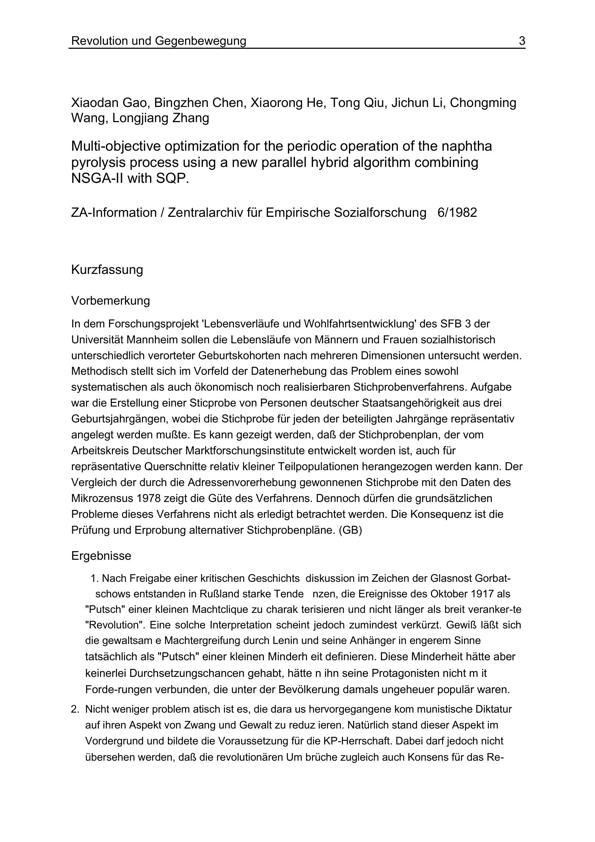 Revolution und Gegenbewegung 3
Xiaodan Gao, Bingzhen Chen, Xiaorong He, Tong Qiu, Jichun Li, Chongming
Wang, Longjiang Zhang
Multi-objective optimization for the periodic operation of the naphtha
pyrolysis process using a new parallel hybrid algorithm combining
NSGA-II with SQP.
ZA-Information / Zentralarchiv für Empirische Sozialforschung 6/1982
Kurzfassung
Vorbemerkung
In dem Forschungsprojekt 'Lebensverläufe und Wohlfahrtsentwicklung' des SFB 3 der
Universität Mannheim sollen die Lebensläufe von Männern und Frauen sozialhistorisch
unterschiedlich verorteter Geburtskohorten nach mehreren Dimensionen untersucht werden.
Methodisch stellt sich im Vorfeld der Datenerhebung das Problem eines sowohl
systematischen als auch ökonomisch noch realisierbaren Stichprobenverfahrens. Aufgabe
war die Erstellung einer Sticprobe von Personen deutscher Staatsangehörigkeit aus drei
Geburtsjahrgängen, wobei die Stichprobe für jeden der beteiligten Jahrgänge repräsentativ
angelegt werden mußte. Es kann gezeigt werden, daß der Stichprobenplan, der vom
Arbeitskreis Deutscher Marktforschungsinstitute entwickelt worden ist, auch für
repräsentative Querschnitte relativ kleiner Teilpopulationen herangezogen werden kann. Der
Vergleich der durch die Adressenvorerhebung gewonnenen Stichprobe mit den Daten des
Mikrozensus 1978 zeigt die Güte des Verfahrens. Dennoch dürfen die grundsätzlichen
Probleme dieses Verfahrens nicht als erledigt betrachtet werden. Die Konsequenz ist die
Prüfung und Erprobung alternativer Stichprobenpläne. (GB)
Ergebnisse
1. Nach Freigabe einer kritischen Geschichts diskussion im Zeichen der Glasnost Gorbat-
schows entstanden in Rußland starke Tende nzen, die Ereignisse des Oktober 1917 als
"Putsch" einer kleinen Machtclique zu charak terisieren und nicht länger als breit veranker-te
"Revolution". Eine solche Interpretation scheint jedoch zumindest verkürzt. Gewiß läßt sich
die gewaltsam e Machtergreifung durch Lenin und seine Anhänger in engerem Sinne
tatsächlich als "Putsch" einer kleinen Minderh eit definieren. Diese Minderheit hätte aber
keinerlei Durchsetzungschancen gehabt, hätte n ihn seine Protagonisten nicht m it
Forde-rungen verbunden, die unter der Bevölkerung damals ungeheuer populär waren.
2. Nicht weniger problem atisch ist es, die dara us hervorgegangene kom munistische Diktatur
auf ihren Aspekt von Zwang und Gewalt zu reduz ieren. Natürlich stand dieser Aspekt im
Vordergrund und bildete die Voraussetzung für die KP-Herrschaft. Dabei darf jedoch nicht
übersehen werden, daß die revolutionären Um brüche zugleich auch Konsens für das Re-